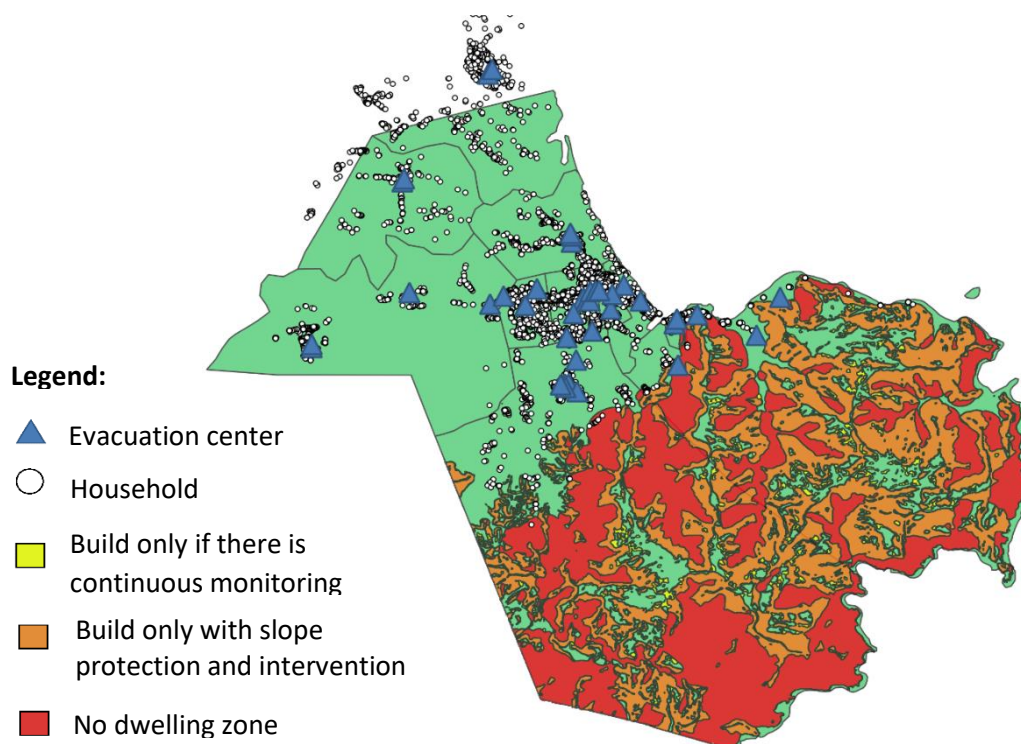 Legend:
Evacuation center
Household
Build only if there is
continuous monitoring
Build only with slope
protection and intervention
No dwelling zone